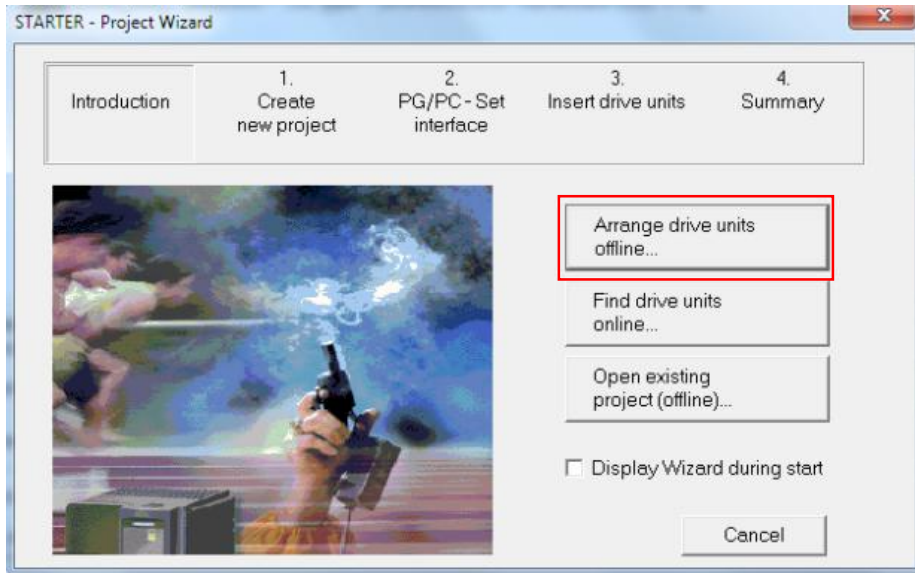 STARTER - Project Wizard
Introduction
1.
Create
new project
2.
PG/PC - Set
interface
3.
Insert drive units
4.
Summary
Arrange drive units
offline...
Find drive units
online...
Open existing
project (offline)...
Display Wizard during start
Cancel